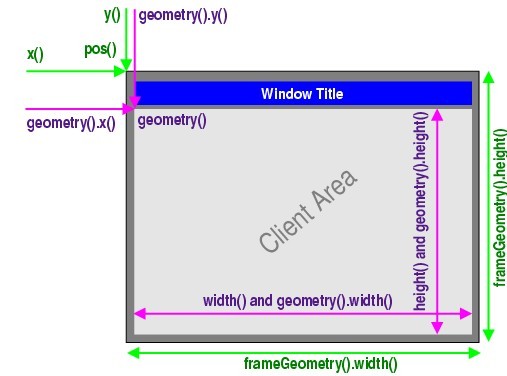 y()
geometry().y()
x()
pos()
Window Title
geometry().x()
geometry()
Client Area
height() and geometry().height()
frameGeometry().height()
width() and geometry().width()
frameGeometry().width()